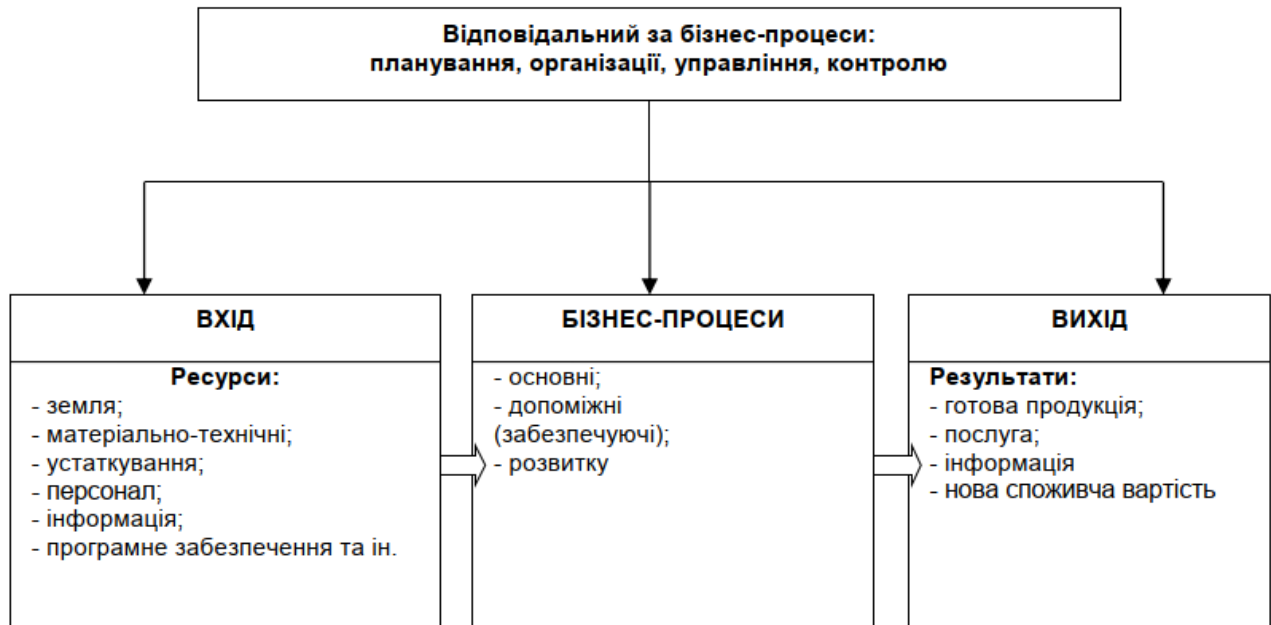 Відповідальний за бізнес-процеси:
планування, організації, управління, контролю
ВХІД
Ресурси:
- земля;
- матеріально-технічні;
- устаткування;
- персонал;
- інформація;
- програмне забезпечення та ін.
БІЗНЕС-ПРОЦЕСИ
- основні;
- допоміжні
(забезпечуючі);
- розвитку
ВИХІД
Результати:
- готова продукція;
- послуга;
- інформація
- нова споживча вартість